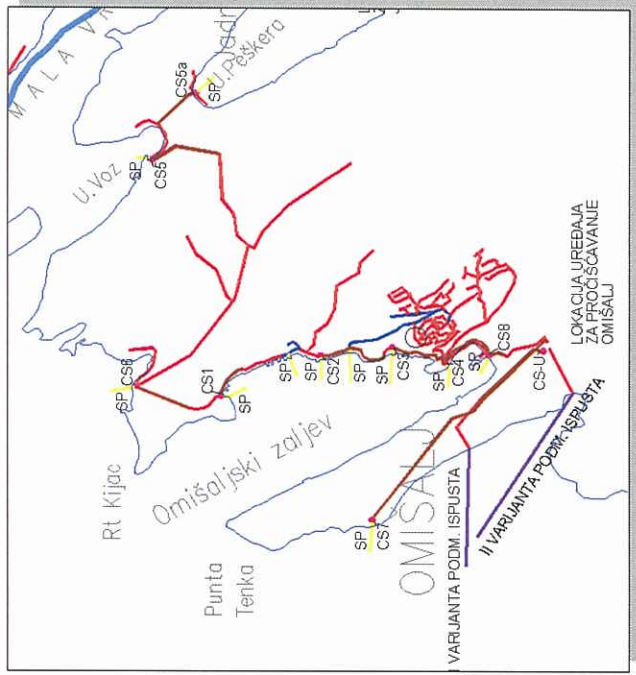 MALA V
Jadr
U.Peškera
CS5a
SP
U.Voz
SP
CS5
SP
CS6
Rt Kijac
CS1
SP
Omišaljski zaljev
Punta
Tenka
SP
CS2
SP
SP
SP
CS3
SP
CS4
SP
CS8
SP
CS7
OMIŠALJ
CS-U
LOKACIJA UREĐAJA
ZA PROČIŠĆAVANJE
OMIŠALJ
I VARIJANTA PODM. ISPUSTA
II VARIJANTA PODM. ISPUSTA